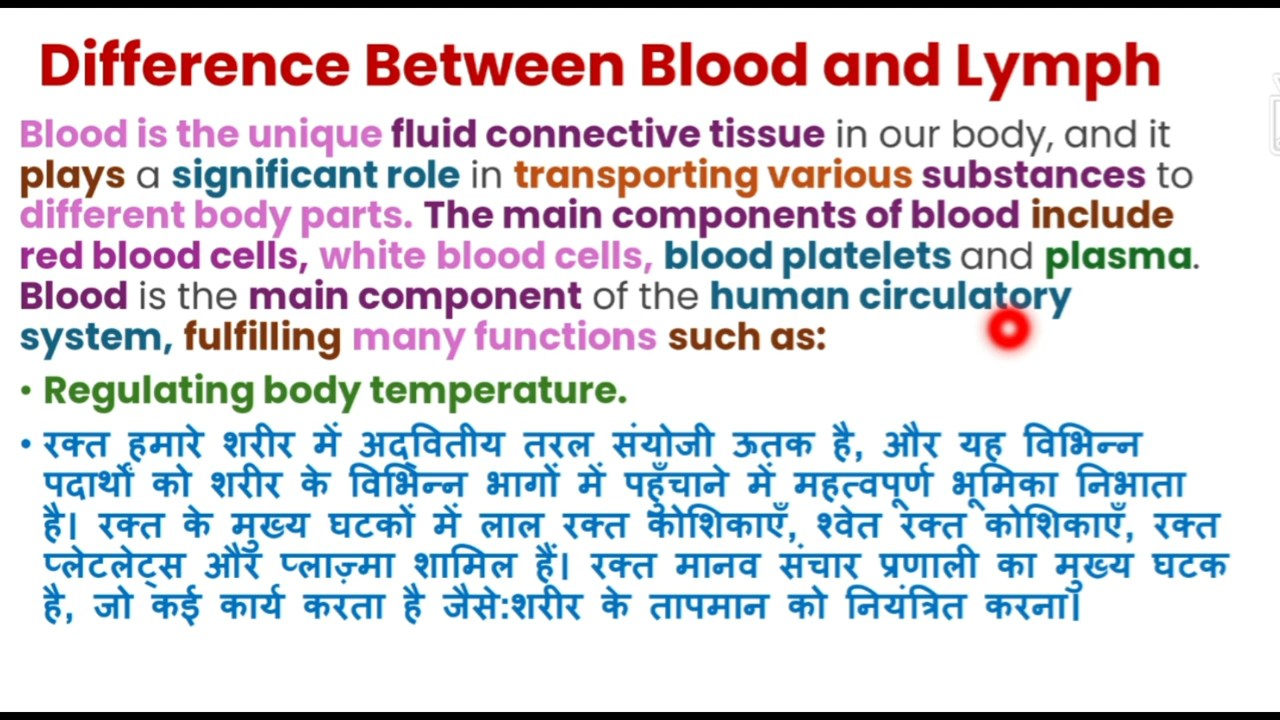 Difference Between Blood and Lymph
Blood is the unique fluid connective tissue in our body, and it
plays a significant role in transporting various substances to
different body parts. The main components of blood include
red blood cells, white blood cells, blood platelets and plasma.
Blood is the main component of the human circulatory
system, fulfilling many functions such as:
• Regulating body temperature.
• रक्त हमारे शरीर में अद्वितीय तरल संयोजी ऊतक है, और यह विभिन्न
पदार्थों को शरीर के विभिन्न भागों में पहुँचाने में महत्वपूर्ण भूमिका निभाता
है। रक्त के मुख्य घटकों में लाल रक्त कोशिकाएँ, श्वेत रक्त कोशिकाएँ, रक्त
प्लेटलेट्स और प्लाज़्मा शामिल हैं। रक्त मानव संचार प्रणाली का मुख्य घटक
है, जो कई कार्य करता है जैसे:शरीर के तापमान को नियंत्रित करना।